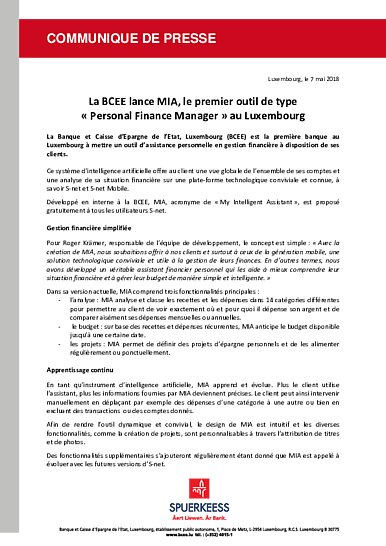 COMMUNIQUE DE PRESSE
Luxembourg, le 7 mai 2018
La BCEE lance MIA, le premier outil de type
« Personal Finance Manager » au Luxembourg
La Banque et Caisse d'Epargne de l'Etat, Luxembourg (BCEE) est la première banque au
Luxembourg à mettre un outil d'assistance personnelle en gestion financière à disposition de ses
clients.
Ce système d'intelligence artificielle offre au client une vue globale de l'ensemble de ses comptes et
une analyse de sa situation financière sur une plate-forme technologique conviviale et connue, à
savoir S-net et S-net Mobile.
Développé en interne à la BCEE, MIA, acronyme de « My Intelligent Assistant », est proposé
gratuitement à tous les utilisateurs S-net.
Gestion financière simplifiée
Pour Roger Krämer, responsable de l'équipe de développement, le concept est simple : « Avec la
création de MIA, nous souhaitions offrir à nos clients et surtout à ceux de la génération mobile, une
solution technologique conviviale et utile à la gestion de leurs finances. En d'autres termes, nous
avons développé un véritable assistant financier personnel qui les aide à mieux comprendre leur
situation financière et à gérer leur budget de manière simple et intelligente. »
Dans sa version actuelle, MIA comprend trois fonctionnalités principales :
- l'analyse : MIA analyse et classe les recettes et les dépenses dans 14 catégories différentes
pour permettre au client de voir exactement où et pour quoi il dépense son argent et de
comparer aisément ses dépenses mensuelles ou annuelles.
- le budget : sur base des recettes et dépenses récurrentes, MIA anticipe le budget disponible
jusqu'à une certaine date.
- les projets : MIA permet de définir des projets d'épargne personnels et de les alimenter
régulièrement ou ponctuellement.
Apprentissage continu
En tant qu'instrument d'intelligence artificielle, MIA apprend et évolue. Plus le client utilise
l'assistant, plus les informations fournies par MIA deviennent précises. Le client peut ainsi intervenir
manuellement en déplaçant par exemple des dépenses d'une catégorie à une autre ou bien en
excluant des transactions ou des comptes donnés.
Afin de rendre l'outil dynamique et convivial, le design de MIA est intuitif et les diverses
fonctionnalités, comme la création de projets, sont personnalisables à travers l'attribution de titres
et de photos.
Des fonctionnalités supplémentaires s'ajouteront régulièrement étant donné que MIA est appelé à
évoluer avec les futures versions d'S-net.
SPUERKEESS
Äert Liewen. Är Bank.
Banque et Caisse d'Epargne de l'Etat, Luxembourg, établissement public autonome, 1, Place de Metz, L-2954 Luxembourg, R.C.S. Luxembourg B 30775
www.bcee.lu tél. : (+352) 4015-1